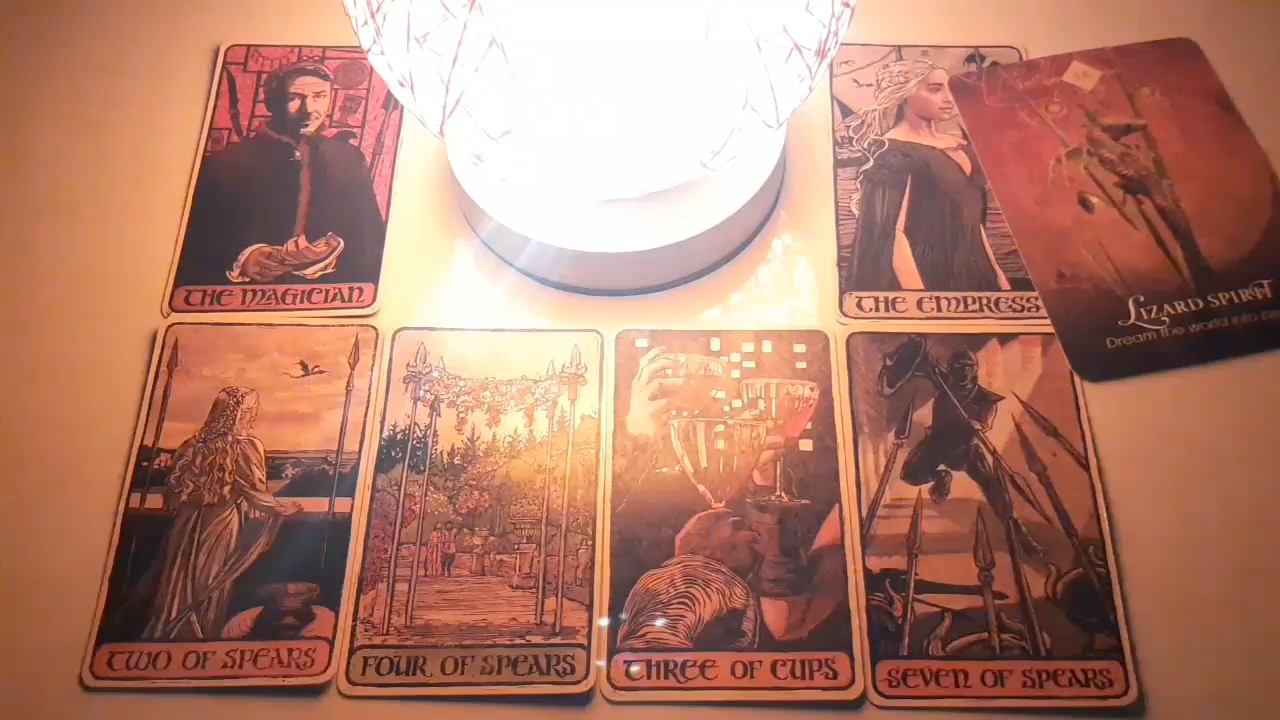 THE MAGICIAN
THE EMPRESS
LIZARD SPIRIT
Dream the world into
TWO OF SPEARS
FOUR OF SPEARS
THREE OF CUPS
SEVEN OF SPEARS